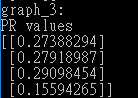 graph_3:
PR values
[[0.27388294]
[0.27918987]
[0.29098454]
[0.15594265]]